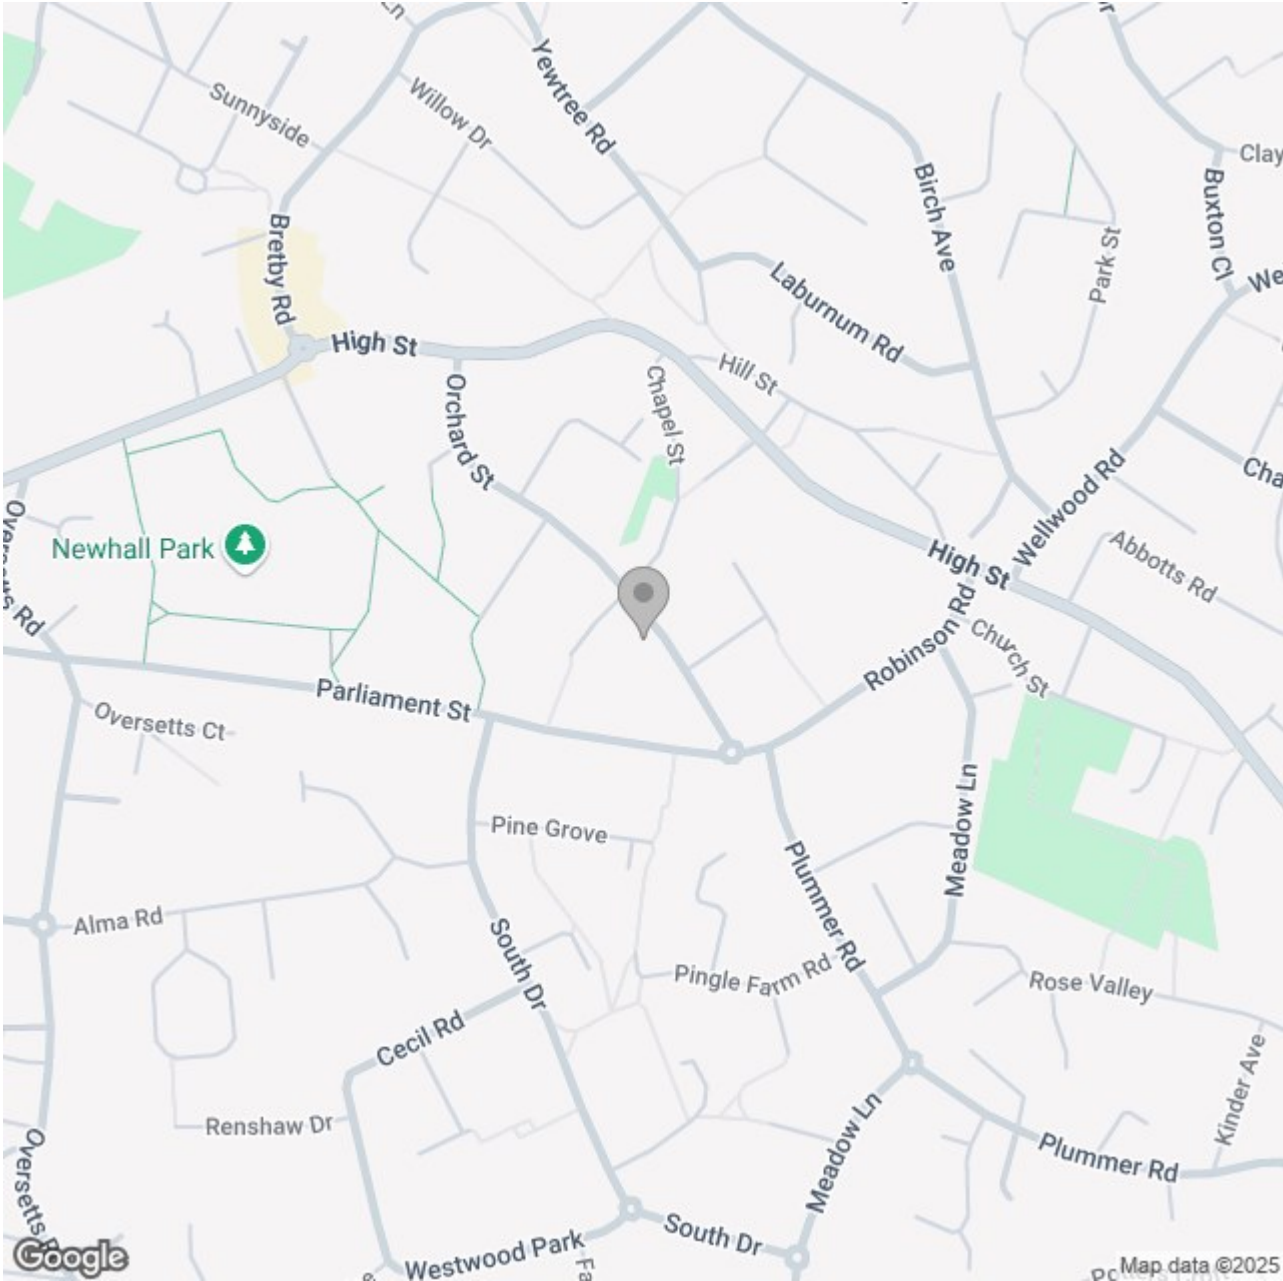 Sunnyside
Willow Dr
Yewtree Rd
Birch Ave
Buxton Cl
Park St
Bretby Rd
Laburnum Rd
High St
Hill St
Orchard St
Chapel St
Wellwood Rd
Newhall Park
High St
Abbotts Rd
Oversetts Rd
Robinson Rd
Church St
Parliament St
Oversetts Ct
Pine Grove
Meadow Ln
Plummer Rd
Alma Rd
South Dr
Pingle Farm Rd
Rose Valley
Cecil Rd
Renshaw Dr
Kinder Ave
Meadow Ln
Plummer Rd
Oversetts
South Dr
Westwood Park
Google
Map data ©2025